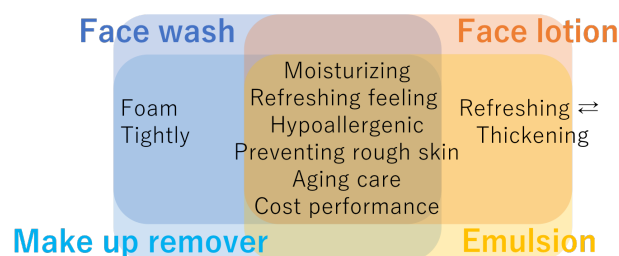 Face wash
Face lotion
Foam
Tightly
Moisturizing
Refreshing feeling
Hypoallergenic
Preventing rough skin
Aging care
Cost performance
Refreshing ⇄
Thickening
Make up remover
Emulsion